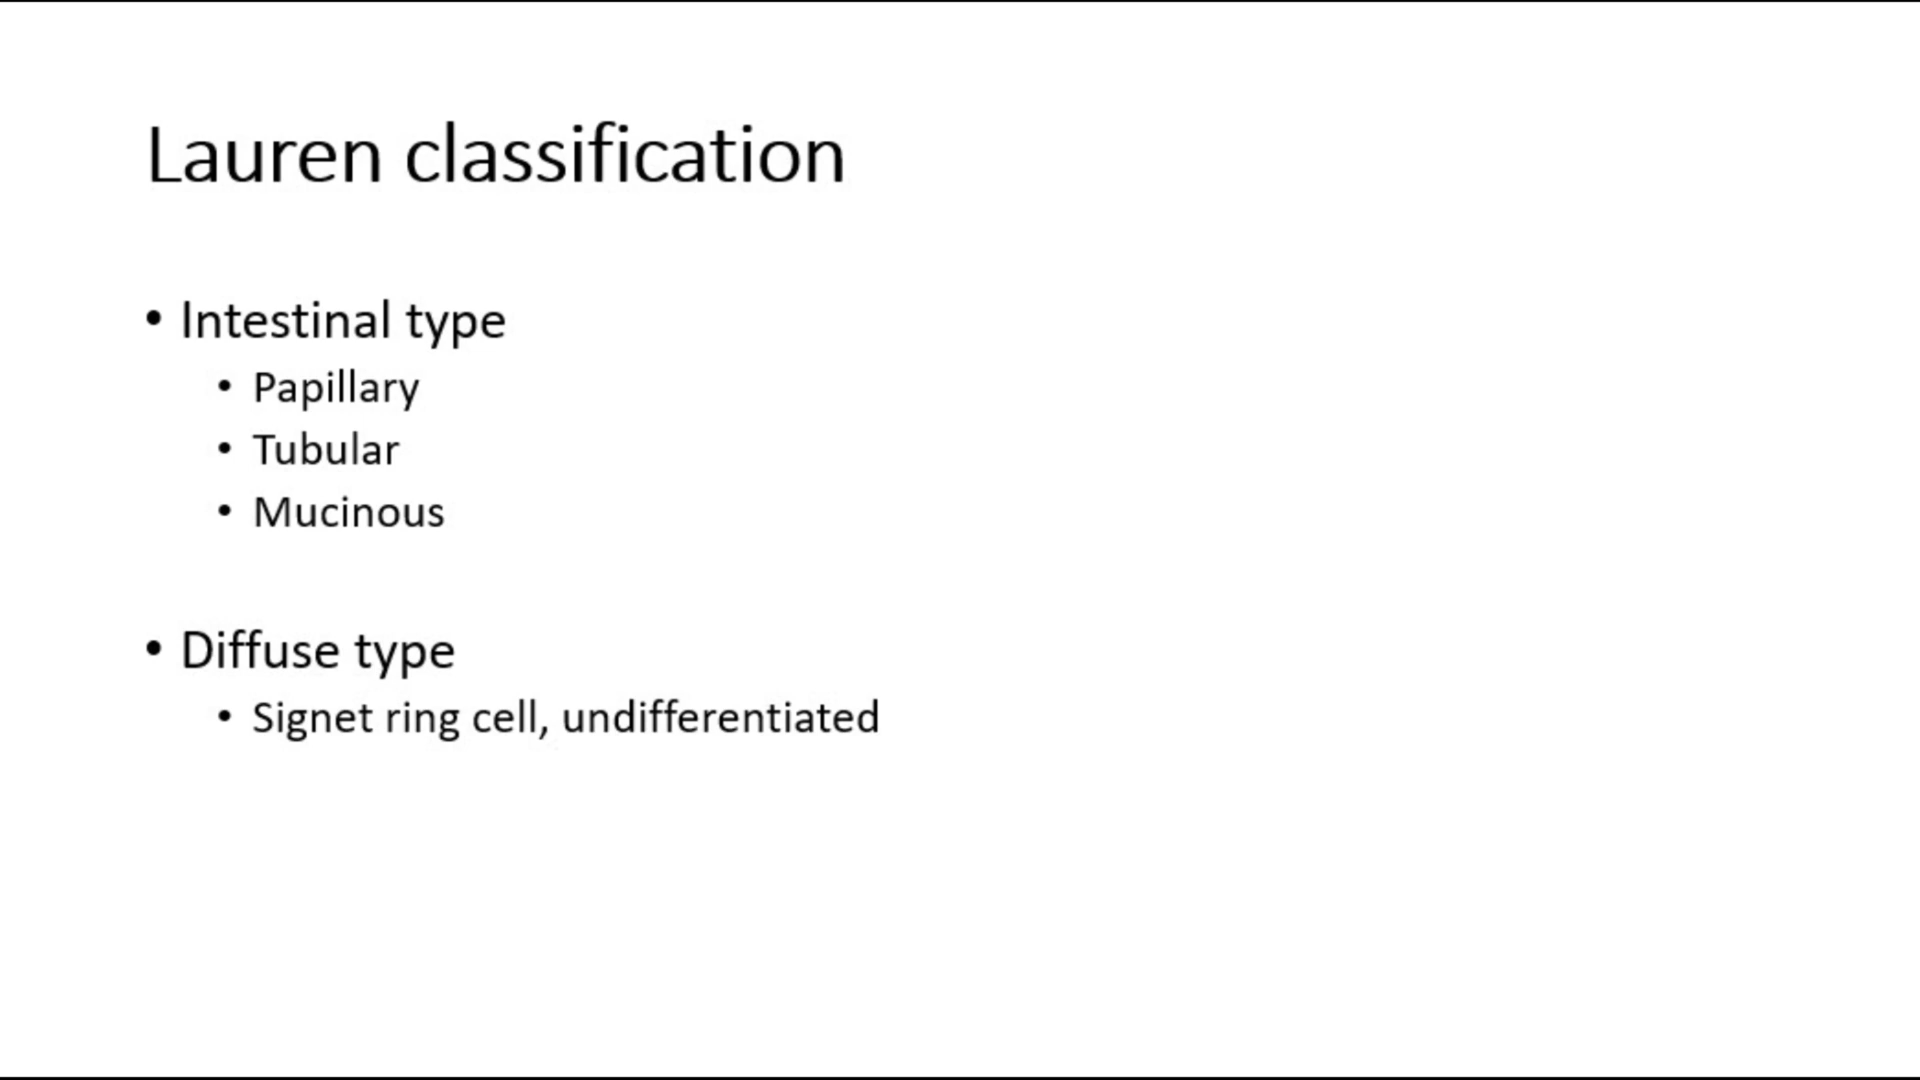 Lauren classification
• Intestinal type
• Papillary
• Tubular
• Mucinous
• Diffuse type
• Signet ring cell, undifferentiated